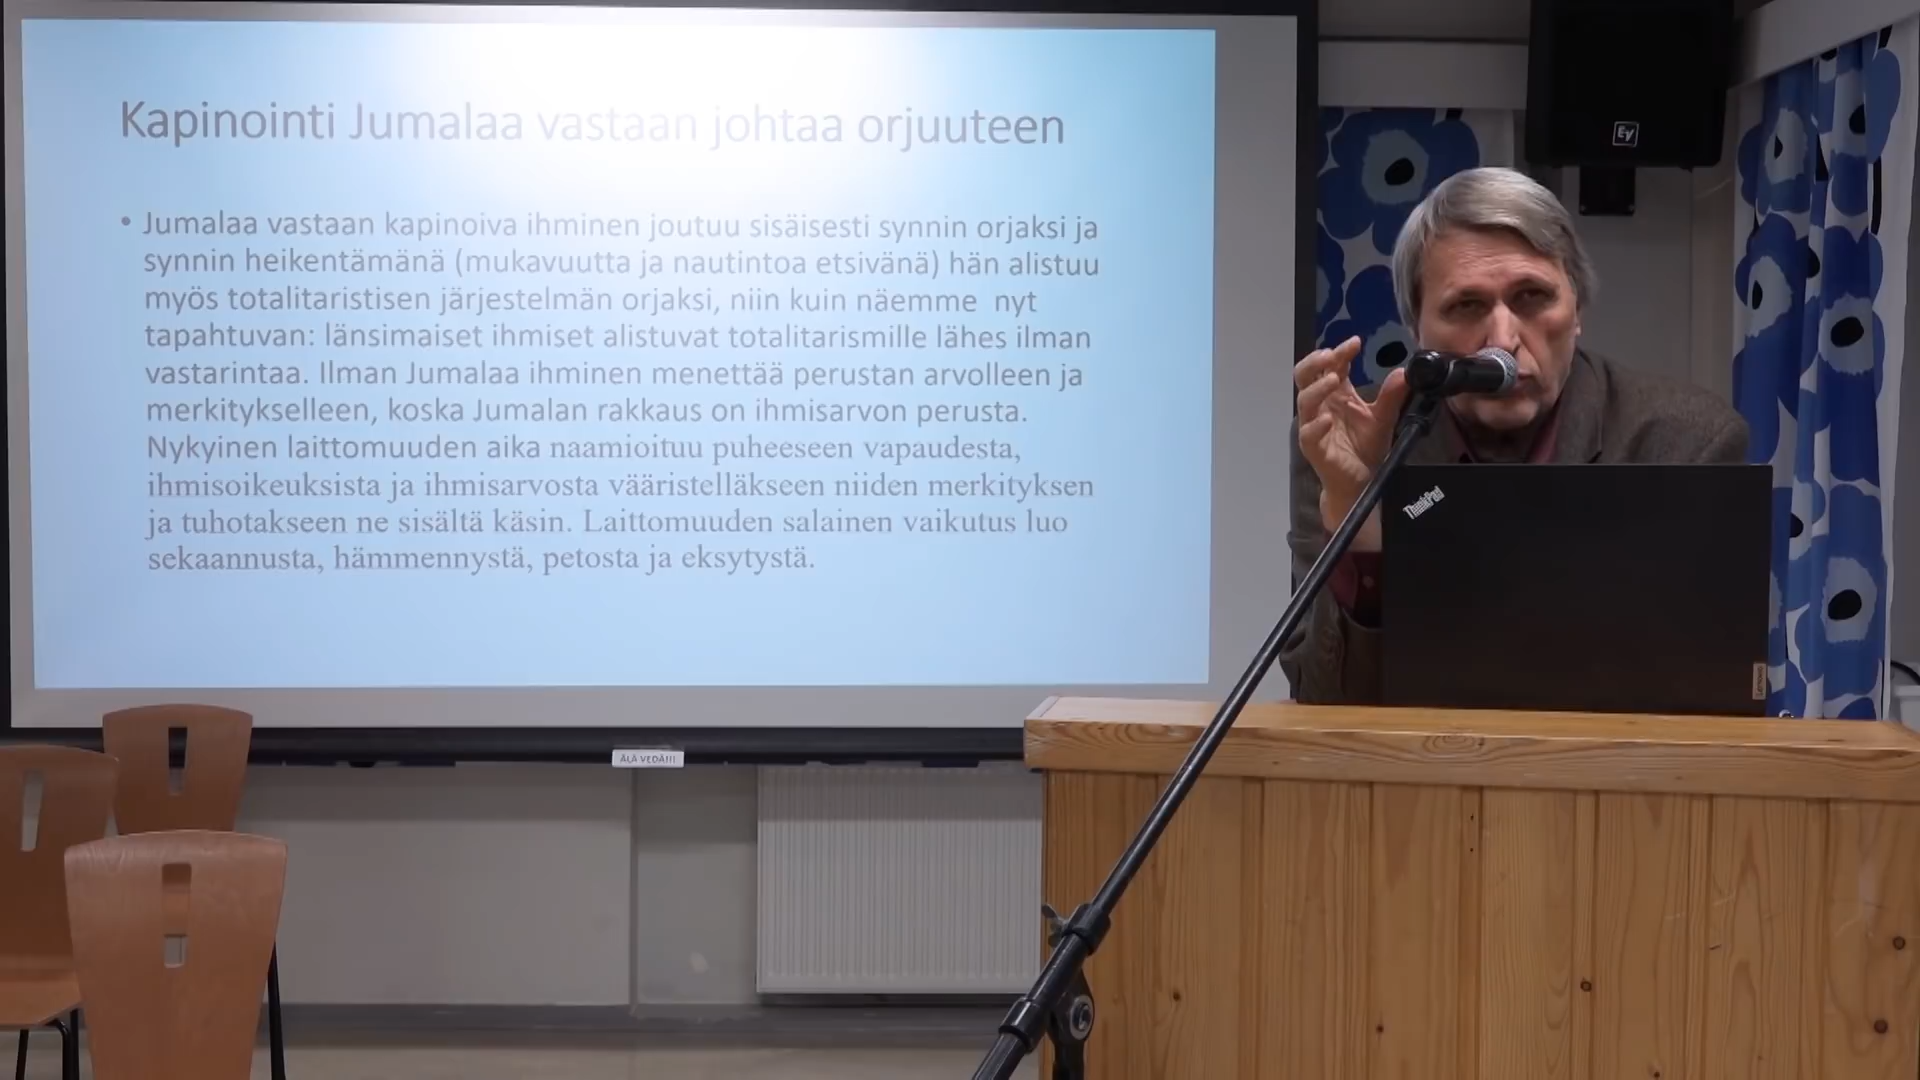 Kapinointi Jumalaa vastaan johtaa orjuuteen
• Jumalaa vastaan kapinoiva ihminen joutuu sisäisesti synnin orjaksi ja
synnin heikentämänä (mukavuutta ja nautintoa etsivänä) hän alistuu
myös totalitaristisen järjestelmän orjaksi, niin kuin näemme nyt
tapahtuvan: länsimaiset ihmiset alistuvat totalitarismille lähes ilman
vastarintaa. Ilman Jumalaa ihminen menettää perustan arvolleen ja
merkitykselleen, koska Jumalan rakkaus on ihmisarvon perusta.
Nykyinen laittomuuden aika naamioituu puheeseen vapaudesta,
ihmisoikeuksista ja ihmisarvosta vääristelläkseen niiden merkityksen
ja tuhotakseen ne sisältä käsin. Laittomuuden salainen vaikutus luo
sekaannusta, hämmennystä, petosta ja eksytystä.
ÄLÄ VEDÄ!!!
EV
ThinkPad
Lenovo